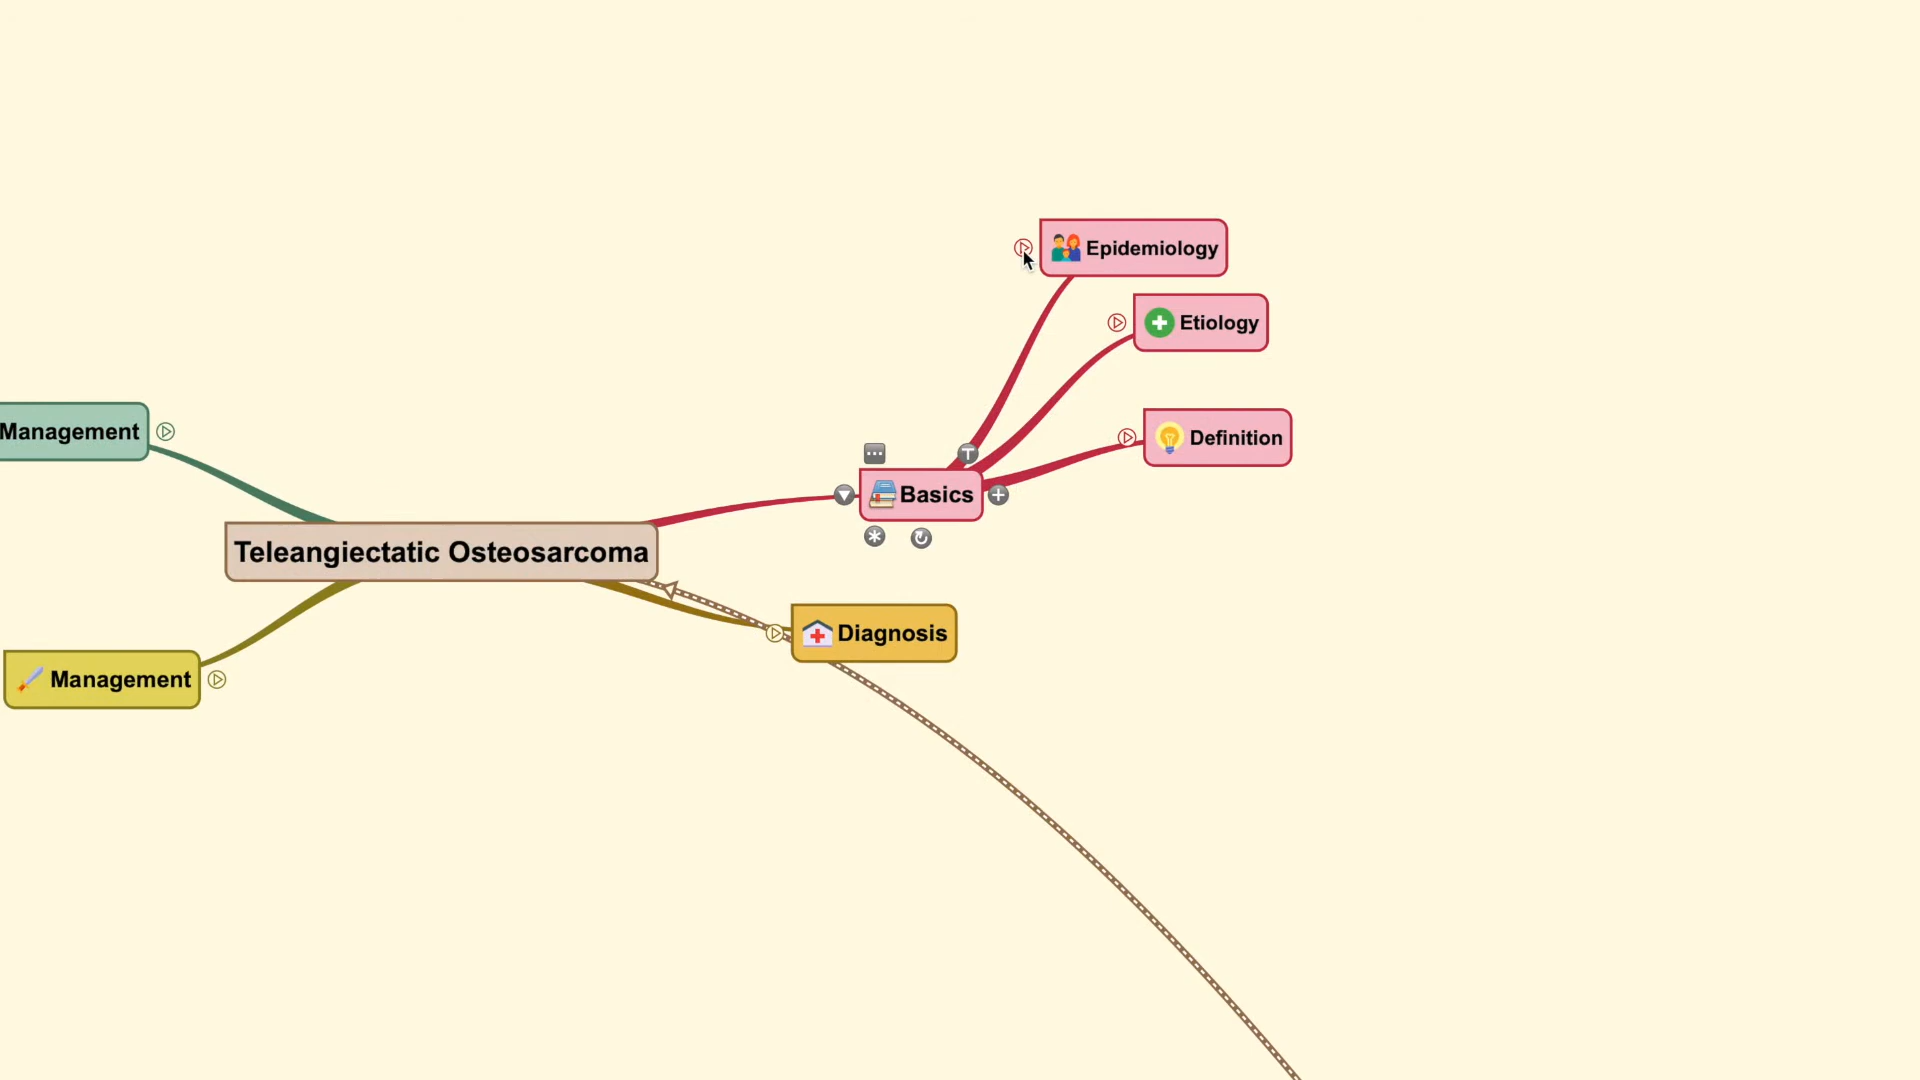 Epidemiology
Etiology
Management
Definition
Basics
Teleangiectatic Osteosarcoma
Diagnosis
Management